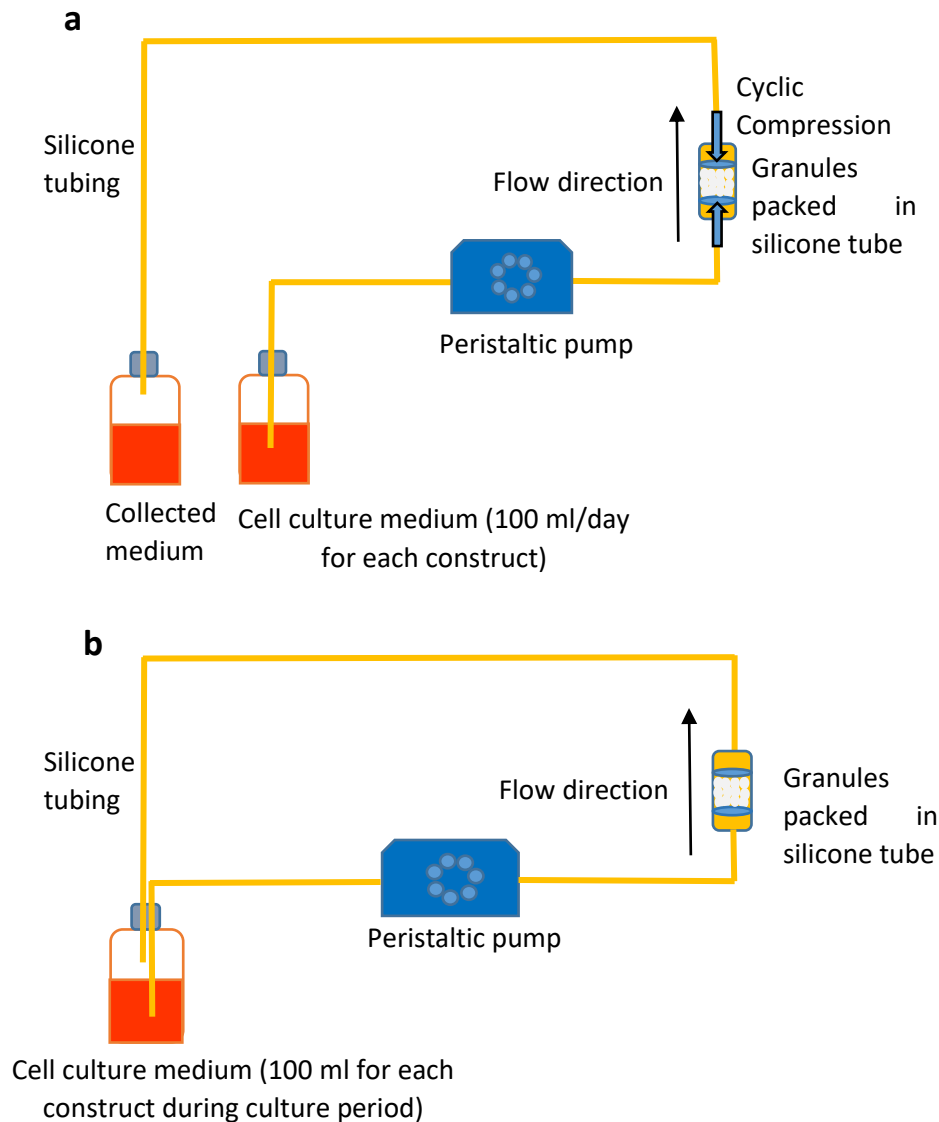 a
Cyclic
Compression
Silicone
tubing
Flow direction
Granules
packed in
silicone tube
Peristaltic pump
Collected
medium
Cell culture medium (100 ml/day
for each construct)
b
Silicone
tubing
Flow direction
Granules
packed in
silicone tube
Peristaltic pump
Cell culture medium (100 ml for each
construct during culture period)